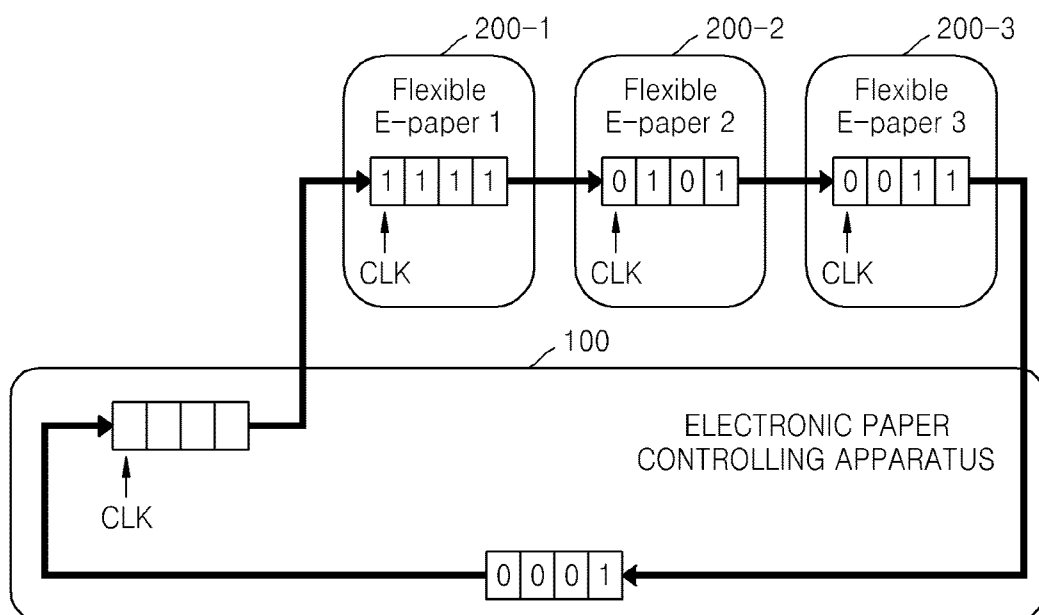 200-1
200-2
200-3
Flexible
E-paper 1
Flexible
E-paper 2
Flexible
E-paper 3
1 1 1 1
0 1 0 1
0 0 1 1
CLK
CLK
CLK
100
ELECTRONIC PAPER
CONTROLLING APPARATUS
CLK
0 0 0 1